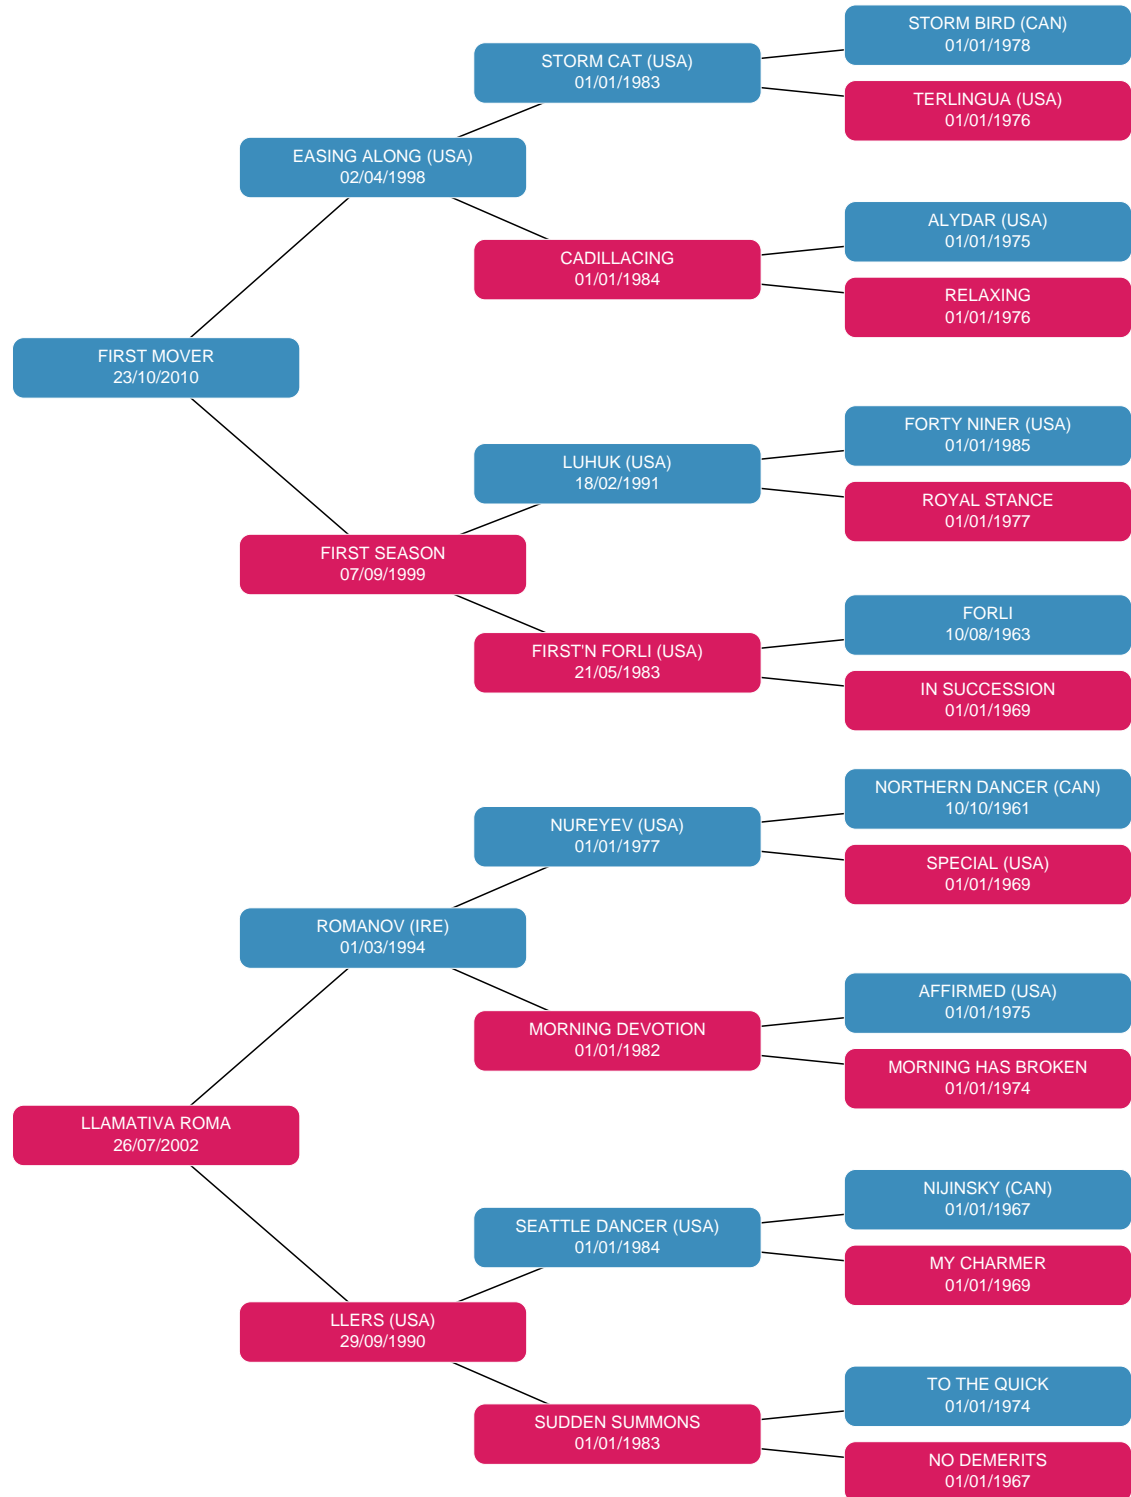 STORM BIRD (CAN)
01/01/1978
STORM CAT (USA)
01/01/1983
TERLINGUA (USA)
01/01/1976
EASING ALONG (USA)
02/04/1998
ALYDAR (USA)
01/01/1975
CADILLACING
01/01/1984
RELAXING
01/01/1976
FIRST MOVER
23/10/2010
FORTY NINER (USA)
01/01/1985
LUHUK (USA)
18/02/1991
ROYAL STANCE
01/01/1977
FIRST SEASON
07/09/1999
FORLI
10/08/1963
FIRST'N FORLI (USA)
21/05/1983
IN SUCCESSION
01/01/1969
NORTHERN DANCER (CAN)
10/10/1961
NUREYEV (USA)
01/01/1977
SPECIAL (USA)
01/01/1969
ROMANOV (IRE)
01/03/1994
AFFIRMED (USA)
01/01/1975
MORNING DEVOTION
01/01/1982
MORNING HAS BROKEN
01/01/1974
LLAMATIVA ROMA
26/07/2002
NIJINSKY (CAN)
01/01/1967
SEATTLE DANCER (USA)
01/01/1984
MY CHARMER
01/01/1969
LLERS (USA)
29/09/1990
TO THE QUICK
01/01/1974
SUDDEN SUMMONS
01/01/1983
NO DEMERITS
01/01/1967